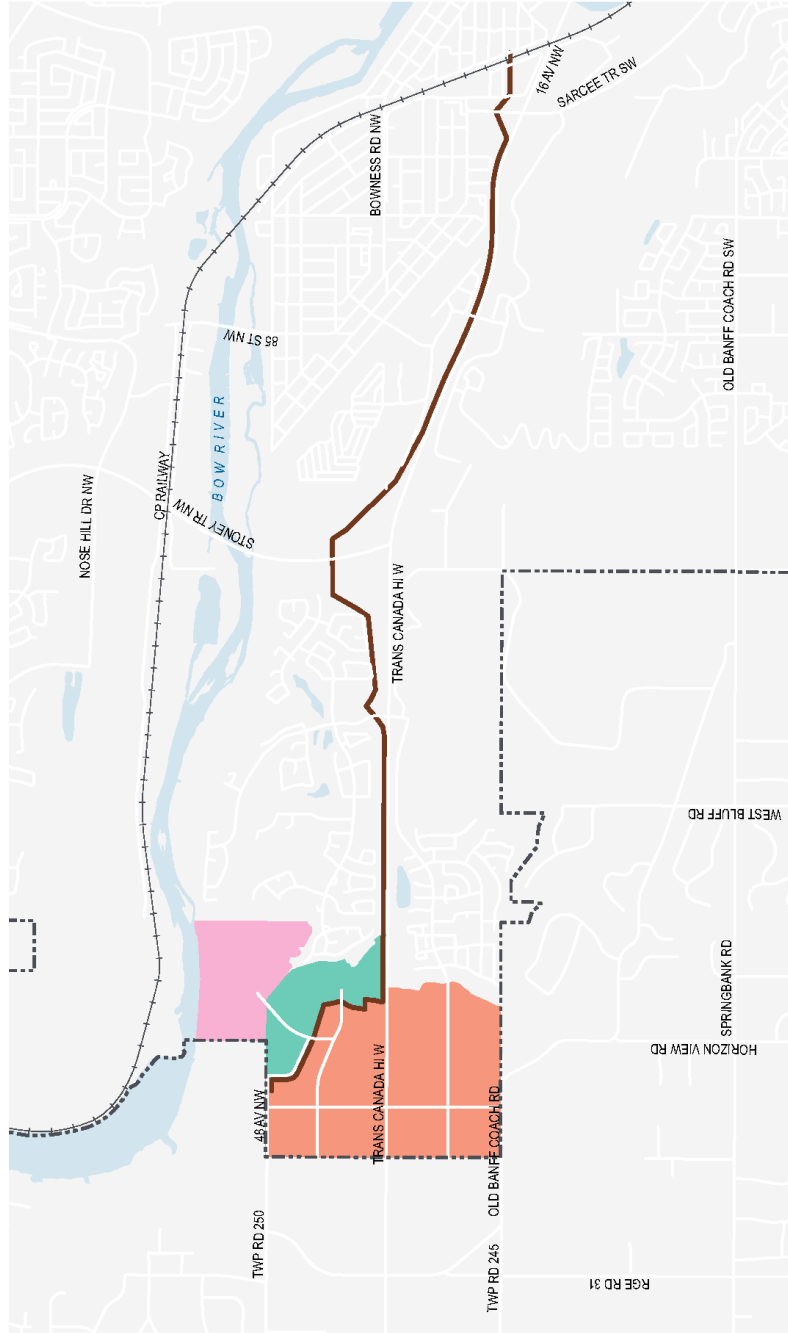 16 AV NW
SARCEE TR SW
BOWNESS RD NW
OLD BANFF COACH RD SW
85 ST NW
BOW RIVER
CP RAILWAY
NOSE HILL DR NW
STONEY TR NW
TRANS CANADA HI W
WEST BLUFF RD
SPRINGBANK RD
HORIZON VIEW RD
TRANS CANADA HI W
48 AV NW
OLD BANFF COACH RD
TWP RD 250
TWP RD 245
RGE RD 31